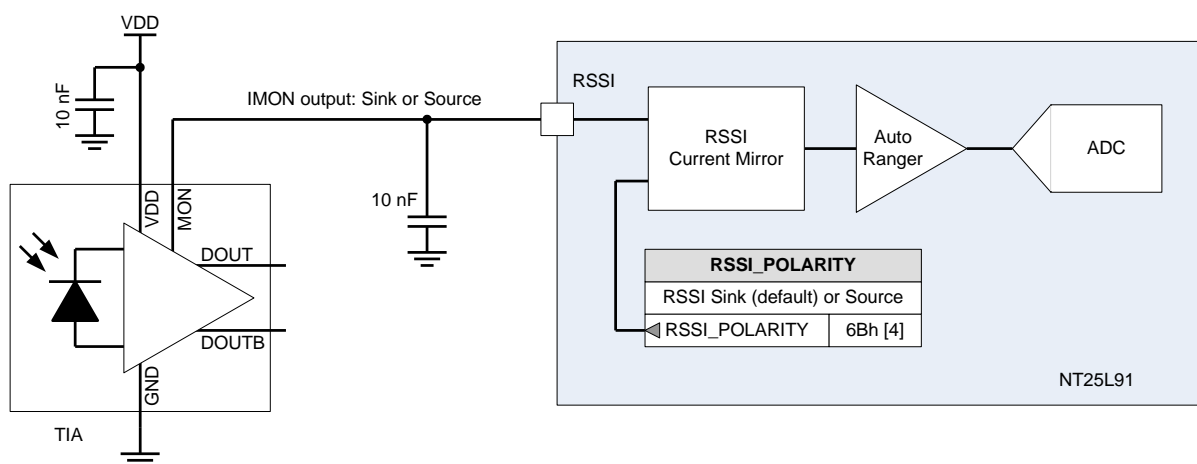 VDD
10 nF
IMON output: Sink or Source
RSSI
RSSI
Current Mirror
Auto
Ranger
ADC
VDD
MON
10 nF
DOUT
DOUTB
GND
TIA
RSSI_POLARITY
RSSI Sink (default) or Source
RSSI_POLARITY 6Bh [4]
NT25L91